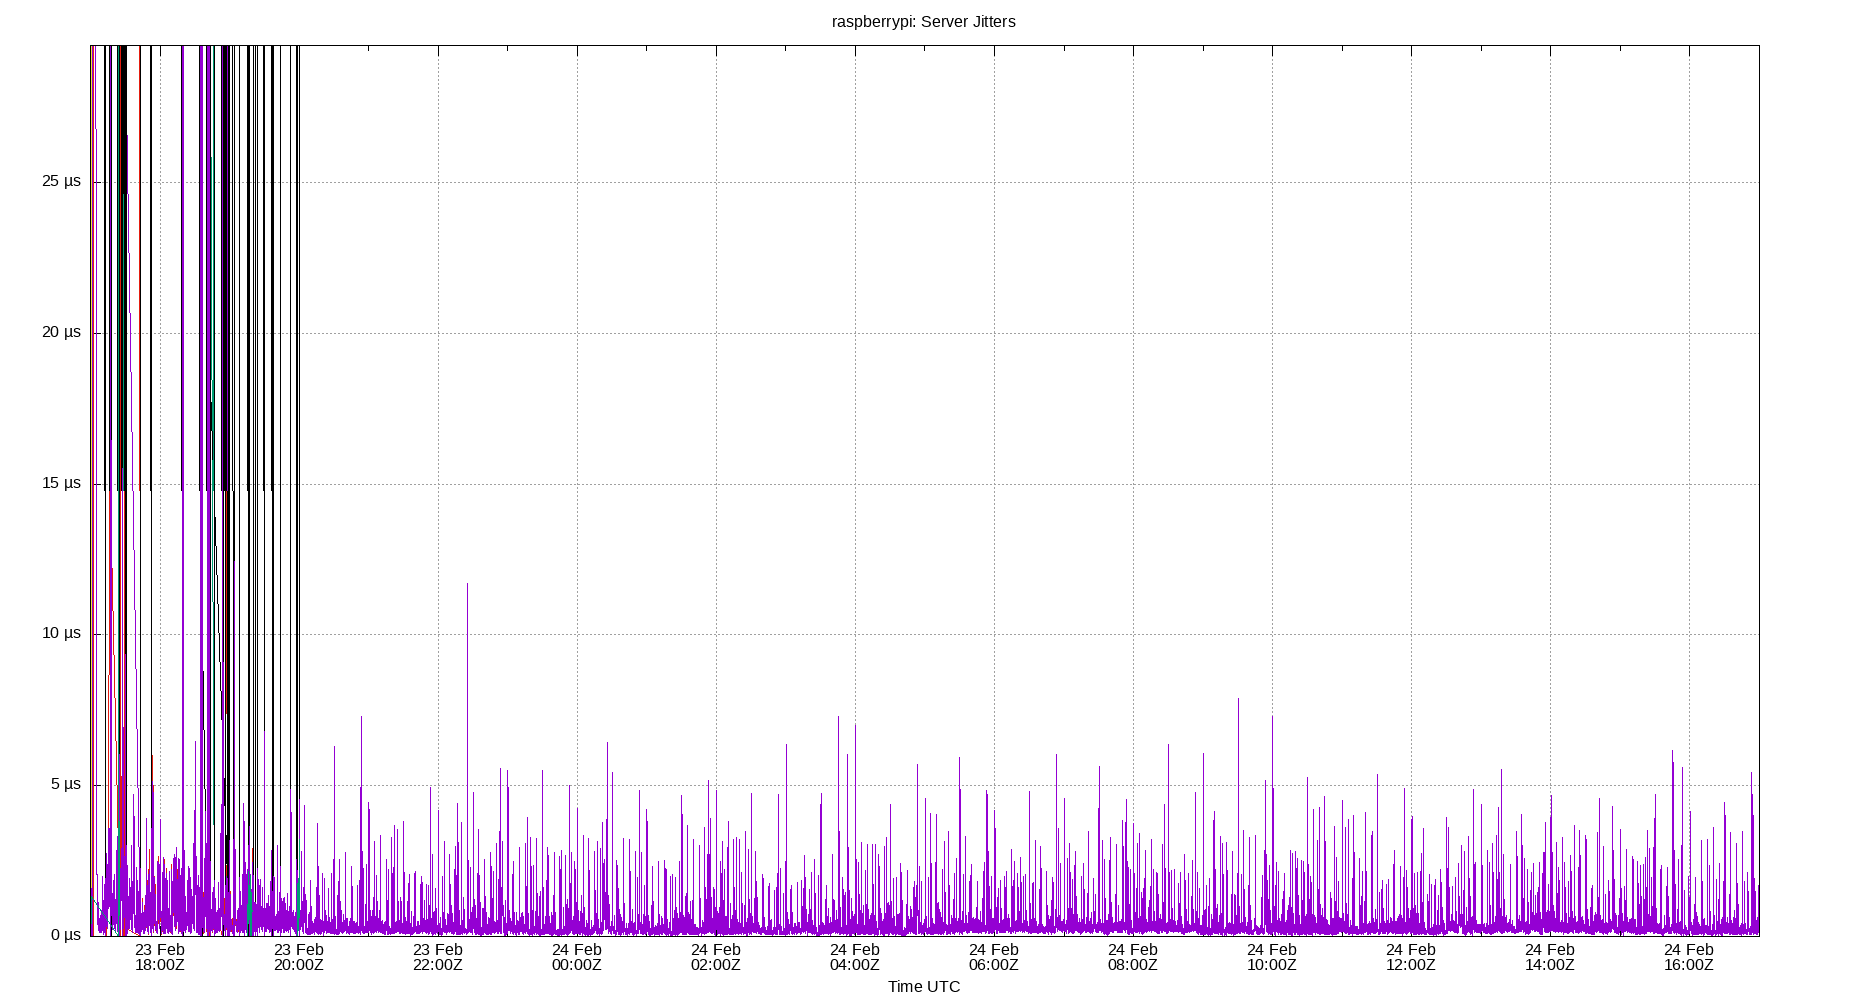 raspberrypi: Server Jitters
25 µs
20 µs
15 µs
10 µs
5 µs
0 µs
23 Feb 18:00Z
23 Feb 20:00Z
23 Feb 22:00Z
24 Feb 00:00Z
24 Feb 02:00Z
24 Feb 04:00Z
24 Feb 06:00Z
24 Feb 08:00Z
24 Feb 10:00Z
24 Feb 12:00Z
24 Feb 14:00Z
24 Feb 16:00Z
Time UTC